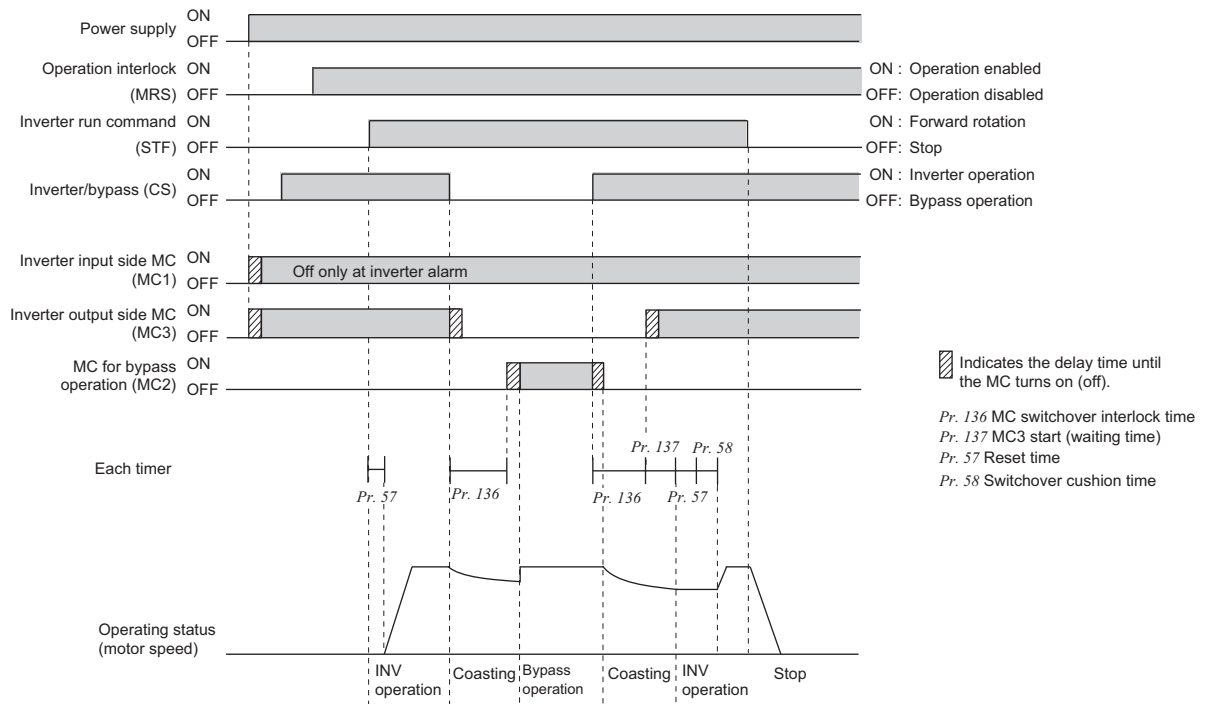 Power supply
ON
OFF
Operation interlock
(MRS)
ON
OFF
ON : Operation enabled
OFF: Operation disabled
Inverter run command
(STF)
ON
OFF
ON : Forward rotation
OFF: Stop
Inverter/bypass (CS)
ON
OFF
ON : Inverter operation
OFF: Bypass operation
Inverter input side MC
(MC1)
ON
OFF
Off only at inverter alarm
Inverter output side MC
(MC3)
ON
OFF
MC for bypass
operation (MC2)
ON
OFF
Indicates the delay time until
the MC turns on (off).
Pr. 136 MC switchover interlock time
Pr. 137 MC3 start (waiting time)
Pr. 57 Reset time
Pr. 58 Switchover cushion time
Each timer
Pr. 57
Pr. 136
Pr. 137
Pr. 58
Pr. 136
Pr. 57
Operating status
(motor speed)
INV
operation
Coasting
Bypass
operation
Coasting
INV
operation
Stop